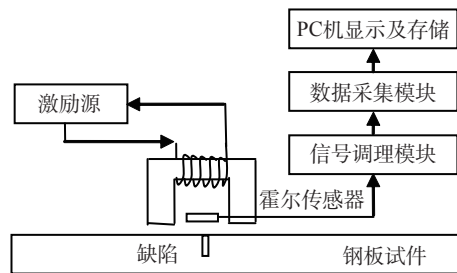 PC机显示及存储
激励源
数据采集模块
信号调理模块
霍尔传感器
缺陷
钢板试件